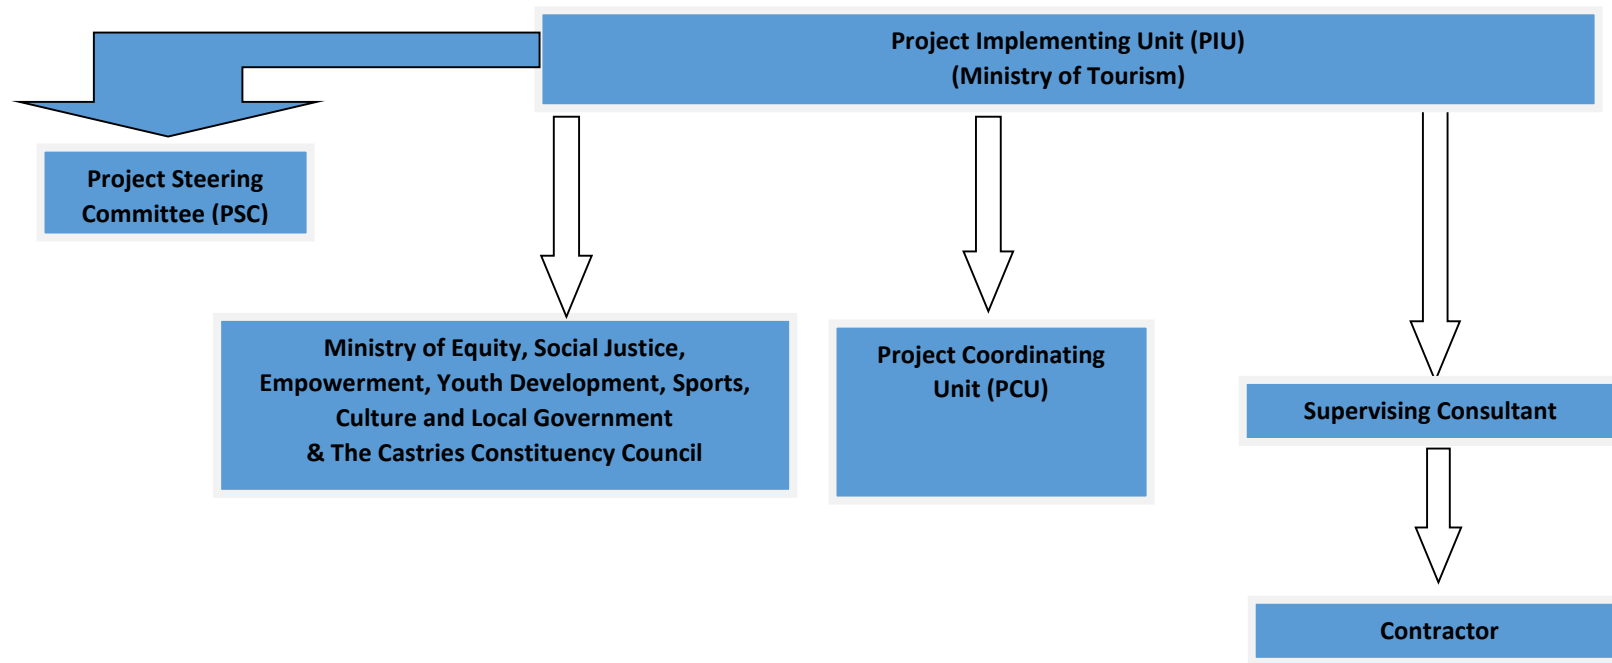 Project Implementing Unit (PIU)
(Ministry of Tourism)
Project Steering
Committee (PSC)
Ministry of Equity, Social Justice,
Empowerment, Youth Development, Sports,
Culture and Local Government
& The Castries Constituency Council
Project Coordinating
Unit (PCU)
Supervising Consultant
Contractor